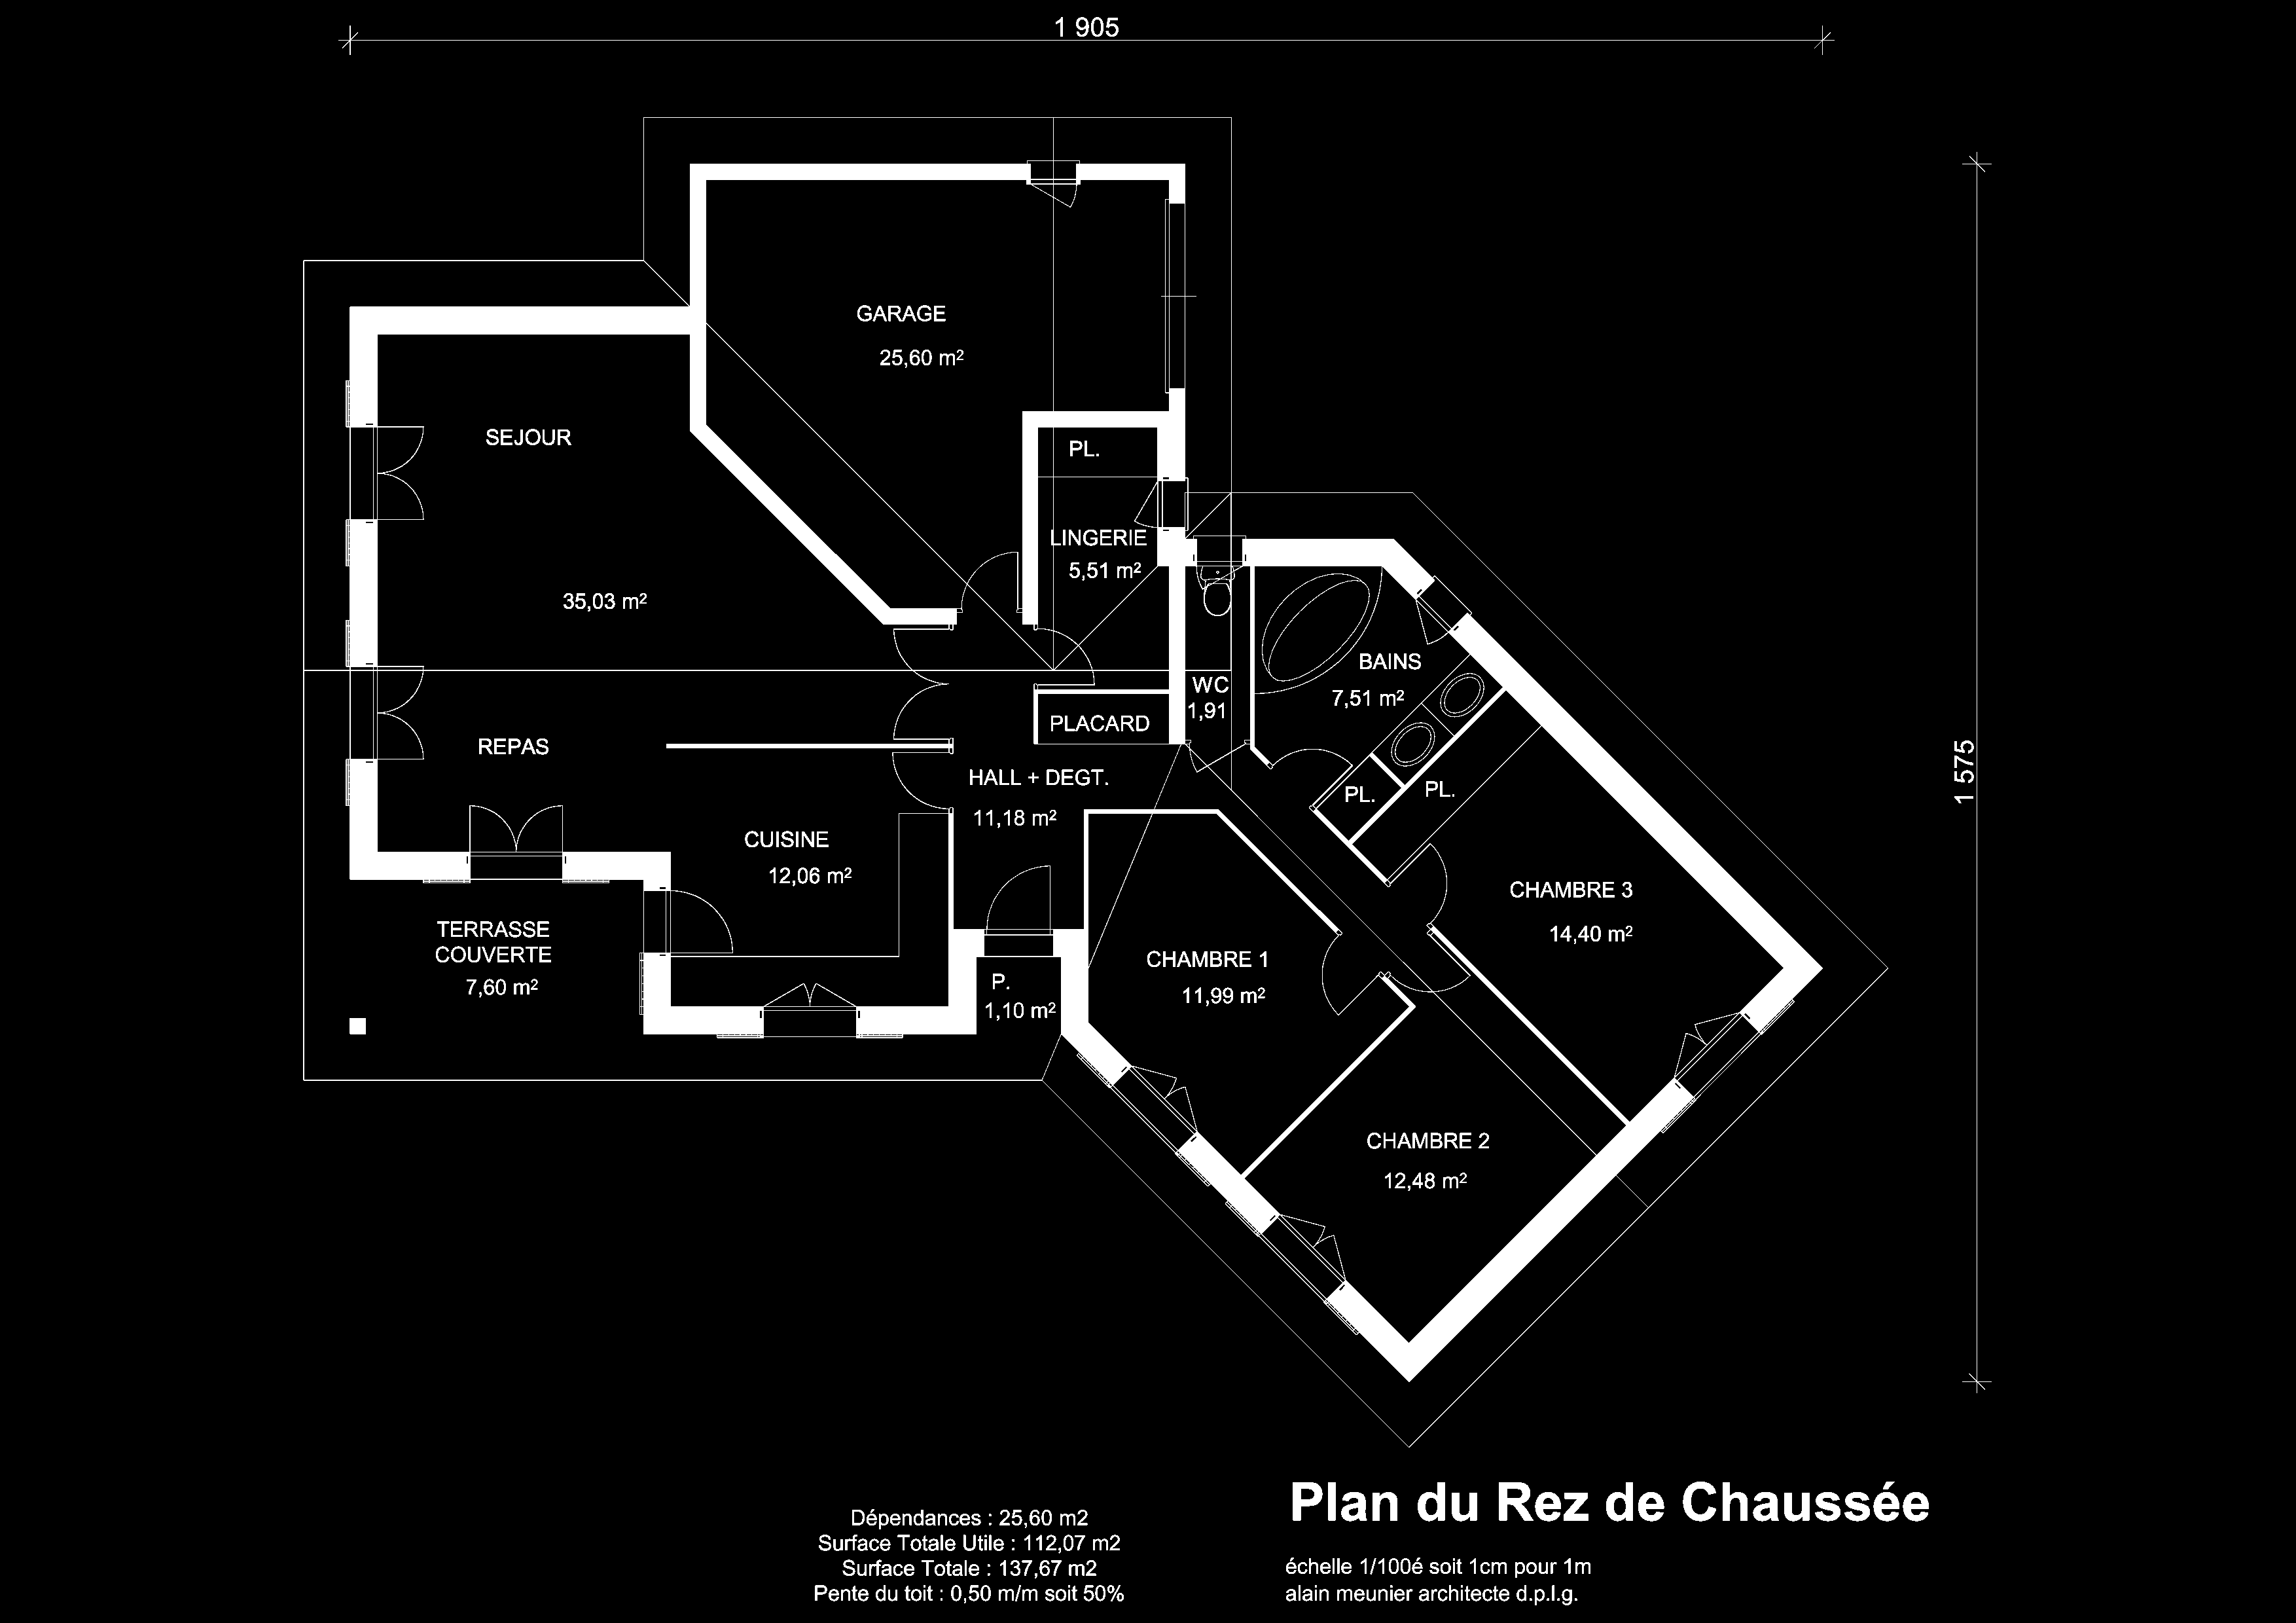 1 905
GARAGE
25,60 m²
SEJOUR
PL.
LINGERIE
5,51 m²
35,03 m²
BAINS
7,51 m²
WC
1,91
PLACARD
REPAS
HALL + DEGT.
11,18 m²
PL.
PL.
1 575
CUISINE
12,06 m²
CHAMBRE 3
14,40 m²
TERRASSE
COUVERTE
7,60 m²
CHAMBRE 1
11,99 m²
P.
1,10 m²
CHAMBRE 2
12,48 m²
Plan du Rez de Chaussée
Dépendances : 25,60 m2
Surface Totale Utile : 112,07 m2
Surface Totale : 137,67 m2
Pente du toit : 0,50 m/m soit 50%
échelle 1/100é soit 1cm pour 1m
alain meunier architecte d.p.l.g.